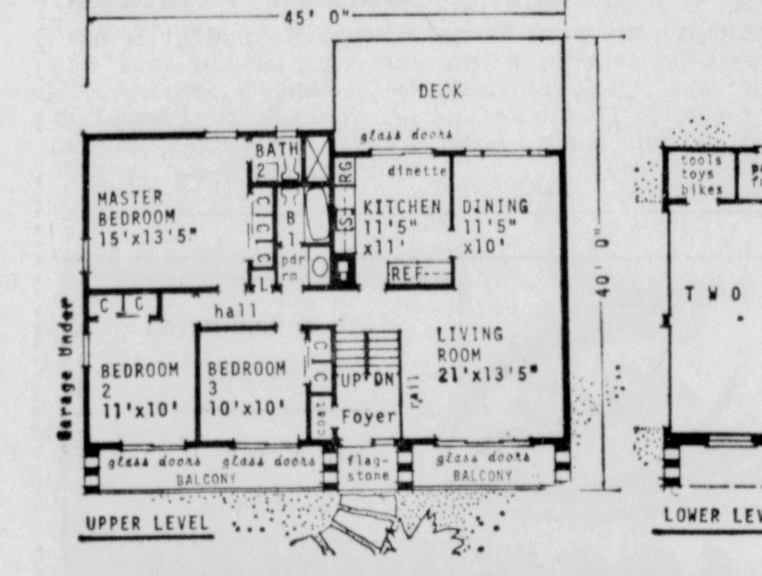 45' 0"
DECK
glass doors
BATH
2
RG
dinette
tools
toys
bikes
MASTER
BEDROOM
15'x13'5"
C
C
C
B
1
S
KITCHEN
11'5"
x11'
DINING
11'5"
x10'
pdr
rm
L
REF
40' 0"
TWO
C C
hall
Garage Under
BEDROOM
2
11'x10'
BEDROOM
3
10'x10'
C
C
coat
UP DN
Foyer
rail
LIVING
ROOM
21'x13'5"
glass doors glass doors
BALCONY
flag-
stone
glass doors
BALCONY
UPPER LEVEL
LOWER LEV